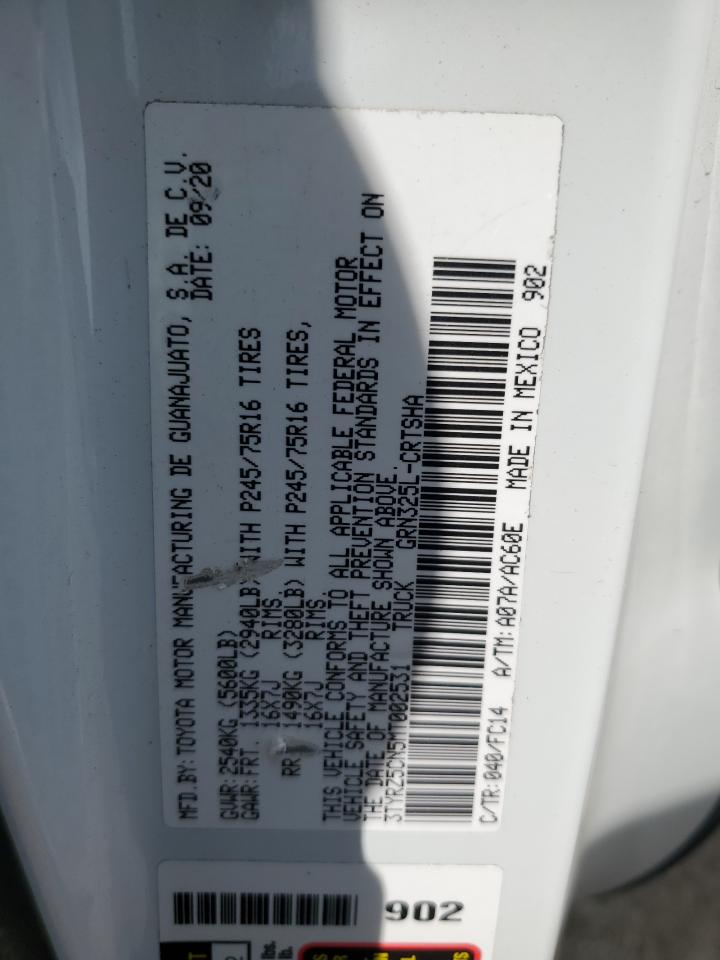 MFD.BY: TOYOTA MOTOR MANUFACTURING DE GUANAJUATO, S.A. DE C.V.
DATE: 09/20
GVWR: 2540KG (5600LB)
GAWR: FRT. 1335KG (2940LB) WITH P245/75R16 TIRES
16X7J RIMS
RR 1490KG (3280LB) WITH P245/75R16 TIRES,
16X7J RIMS
THIS VEHICLE CONFORMS TO ALL APPLICABLE FEDERAL MOTOR
VEHICLE SAFETY AND THEFT PREVENTION STANDARDS IN EFFECT ON
THE DATE OF MANUFACTURE SHOWN ABOVE.
3TYRZ5CN5MT002531 TRUCK GRN325L-CRTSHA
C/TR: 040/FC14 A/TM: A07A/AC60E MADE IN MEXICO 902
902
lbs.
lb.